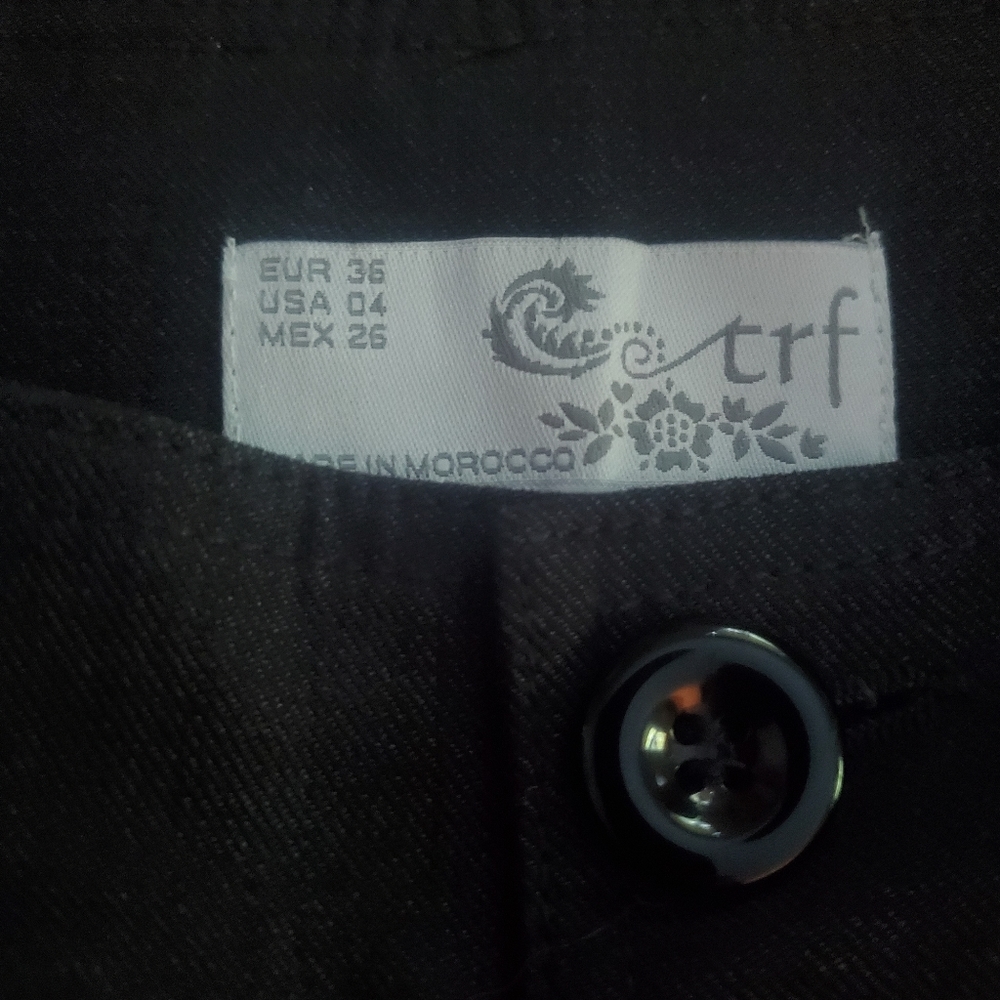 EUR 36
USA 04
MEX 26
trf
MADE IN MOROCCO